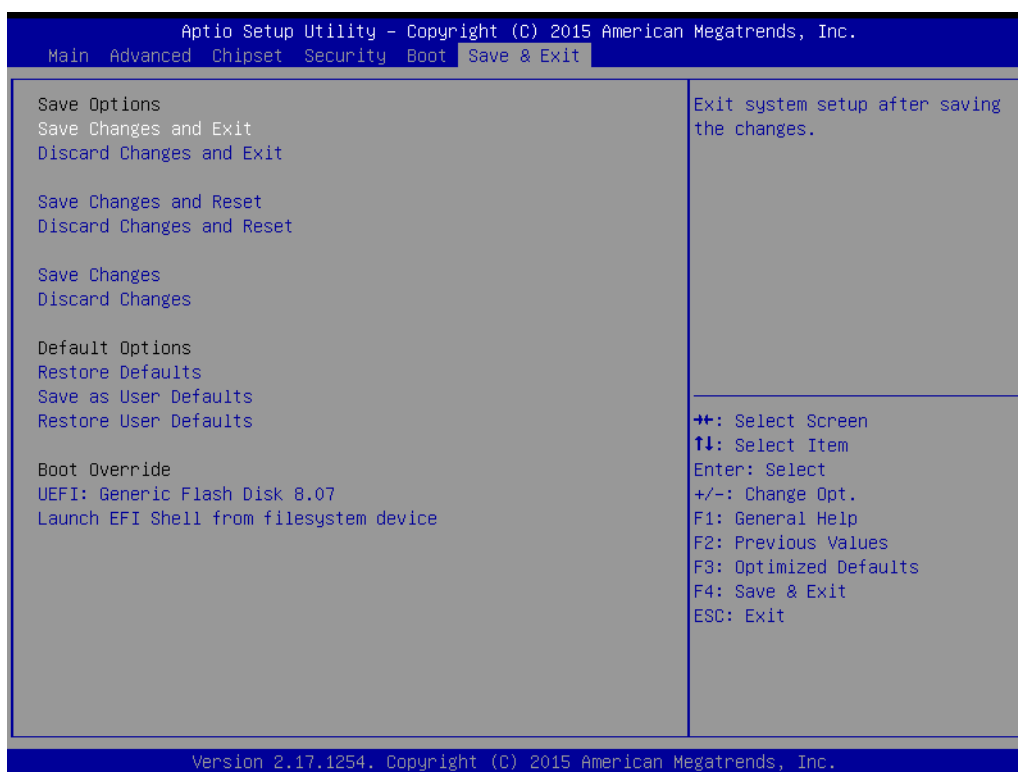 Aptio Setup Utility – Copyright (C) 2015 American Megatrends, Inc.
Main Advanced Chipset Security Boot Save & Exit
Save Options
Save Changes and Exit
Discard Changes and Exit
Save Changes and Reset
Discard Changes and Reset
Save Changes
Discard Changes
Default Options
Restore Defaults
Save as User Defaults
Restore User Defaults
Boot Override
UEFI: Generic Flash Disk 8.07
Launch EFI Shell from filesystem device
Exit system setup after saving
the changes.
→←: Select Screen
↑↓: Select Item
Enter: Select
+/-: Change Opt.
F1: General Help
F2: Previous Values
F3: Optimized Defaults
F4: Save & Exit
ESC: Exit
Version 2.17.1254. Copyright (C) 2015 American Megatrends, Inc.